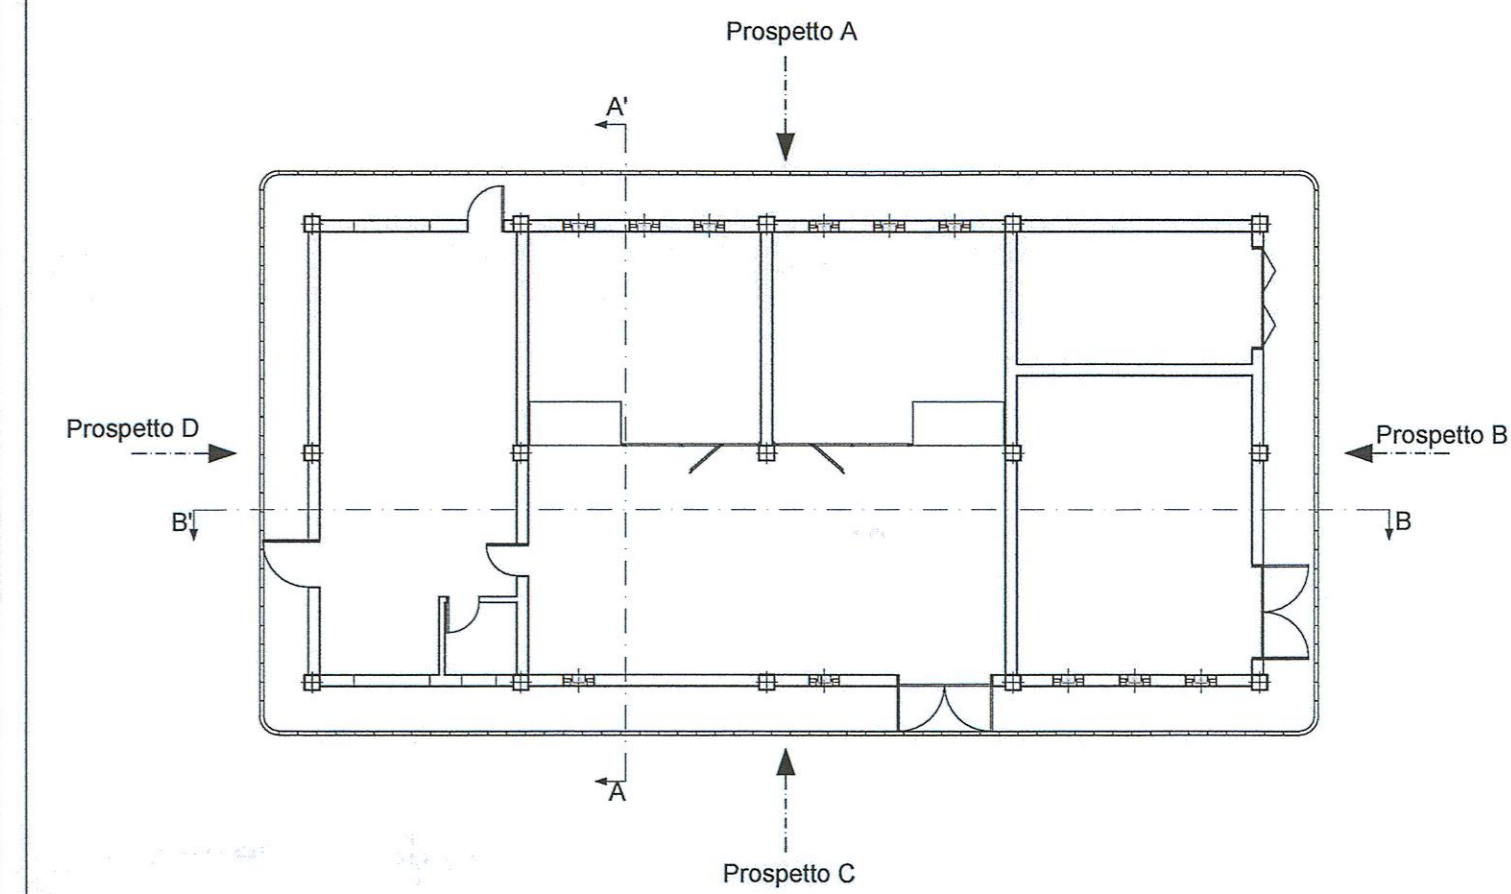 Prospetto A
A'
Prospetto D
Prospetto B
B'
B
A
Prospetto C